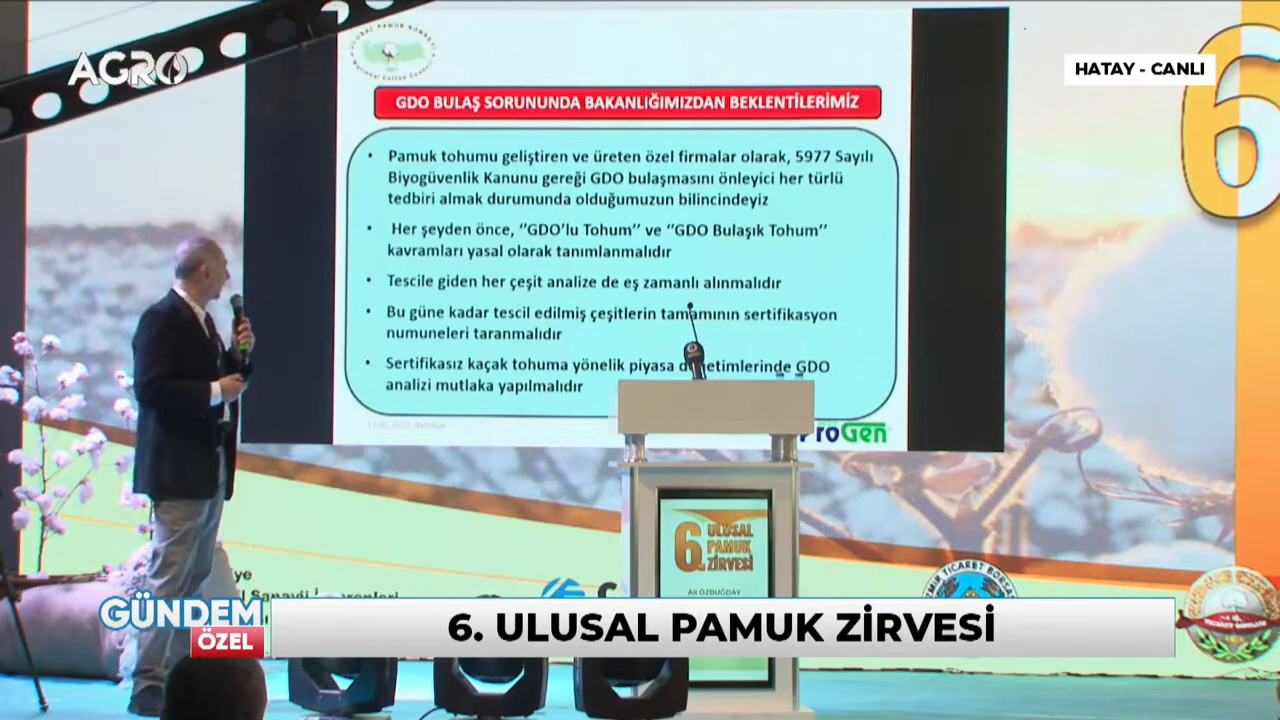 AGRO
HATAY - CANLI
6
GDO BULAŞ SORUNUNDA BAKANLIĞIMIZDAN BEKLENTİLERİMİZ
• Pamuk tohumu geliştiren ve üreten özel firmalar olarak, 5977 Sayılı
Biyogüvenlik Kanunu gereği GDO bulaşmasını önleyici her türlü
tedbiri almak durumunda olduğumuzun bilincindeyiz
• Her şeyden önce, ‘’GDO’lu Tohum’’ ve ‘’GDO Bulaşık Tohum’’
kavramları yasal olarak tanımlanmalıdır
• Tescile giden her çeşit analize de eş zamanlı alınmalıdır
• Bu güne kadar tescil edilmiş çeşitlerin tamamının sertifikasyon
numuneleri taranmalıdır
• Sertifikasız kaçak tohuma yönelik piyasa denetimlerinde GDO
analizi mutlaka yapılmalıdır
ProGen
6. ULUSAL
PAMUK
ZİRVESİ
Ali ÖZBUĞDAY
GÜNDEM
ÖZEL
6. ULUSAL PAMUK ZİRVESİ